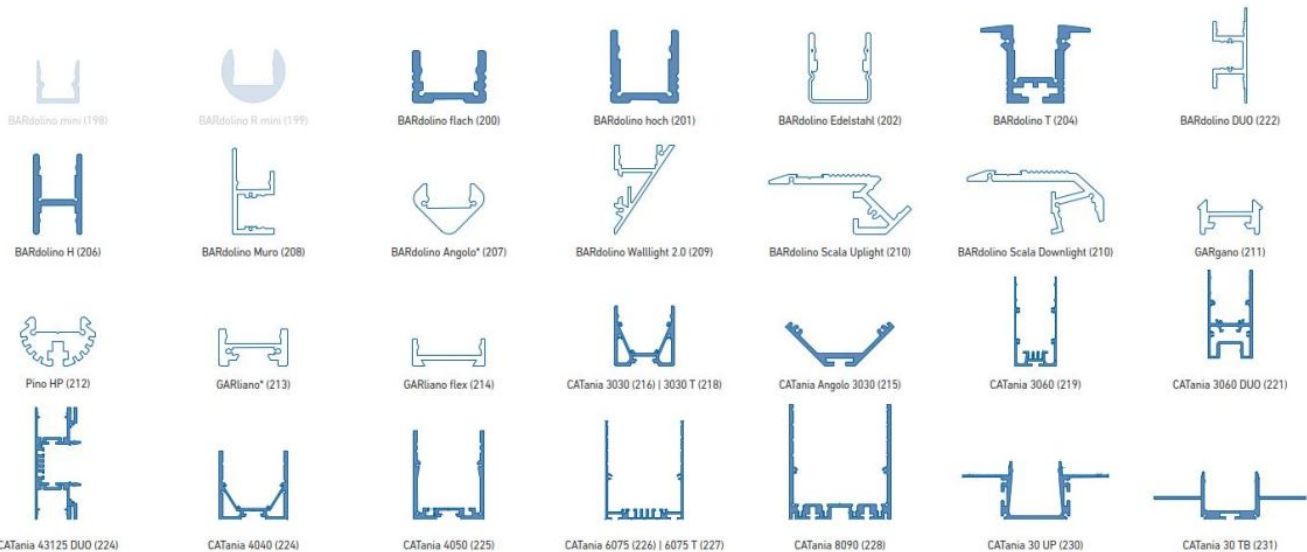 BARdolino mini (198)
BARdolino R mini (199)
BARdolino flach (200)
BARdolino hoch (201)
BARdolino Edelstahl (202)
BARdolino T (204)
BARdolino DUO (222)
BARdolino H (206)
BARdolino Muro (208)
BARdolino Angolo* (207)
BARdolino Walllight 2.0 (209)
BARdolino Scala Uplight (210)
BARdolino Scala Downlight (210)
GARgano (211)
Pino HP (212)
GARliano* (213)
GARliano flex (214)
CATania 3030 (216) | 3030 T (218)
CATania Angolo 3030 (215)
CATania 3060 (219)
CATania 3060 DUO (221)
CATania 43125 DUO (224)
CATania 4040 (224)
CATania 4050 (225)
CATania 6075 (226) | 6075 T (227)
CATania 8090 (228)
CATania 30 UP (230)
CATania 30 TB (231)